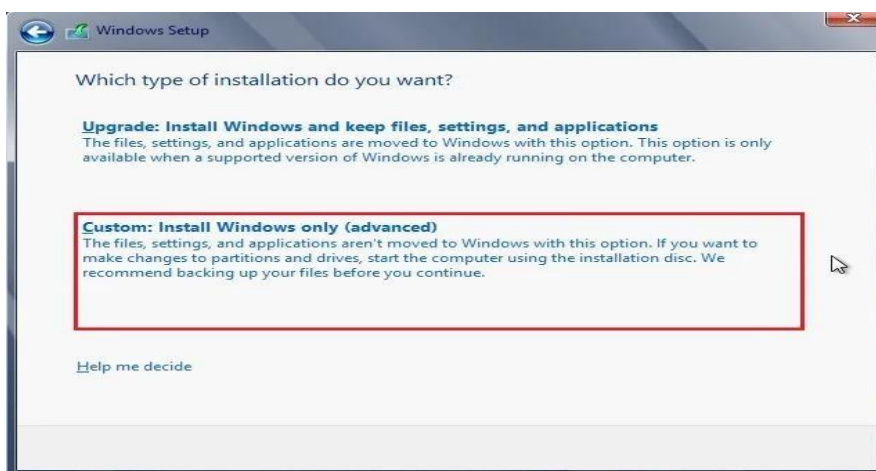 Windows Setup
Which type of installation do you want?
Upgrade: Install Windows and keep files, settings, and applications
The files, settings, and applications are moved to Windows with this option. This option is only
available when a supported version of Windows is already running on the computer.
Custom: Install Windows only (advanced)
The files, settings, and applications aren't moved to Windows with this option. If you want to
make changes to partitions and drives, start the computer using the installation disc. We
recommend backing up your files before you continue.
Help me decide